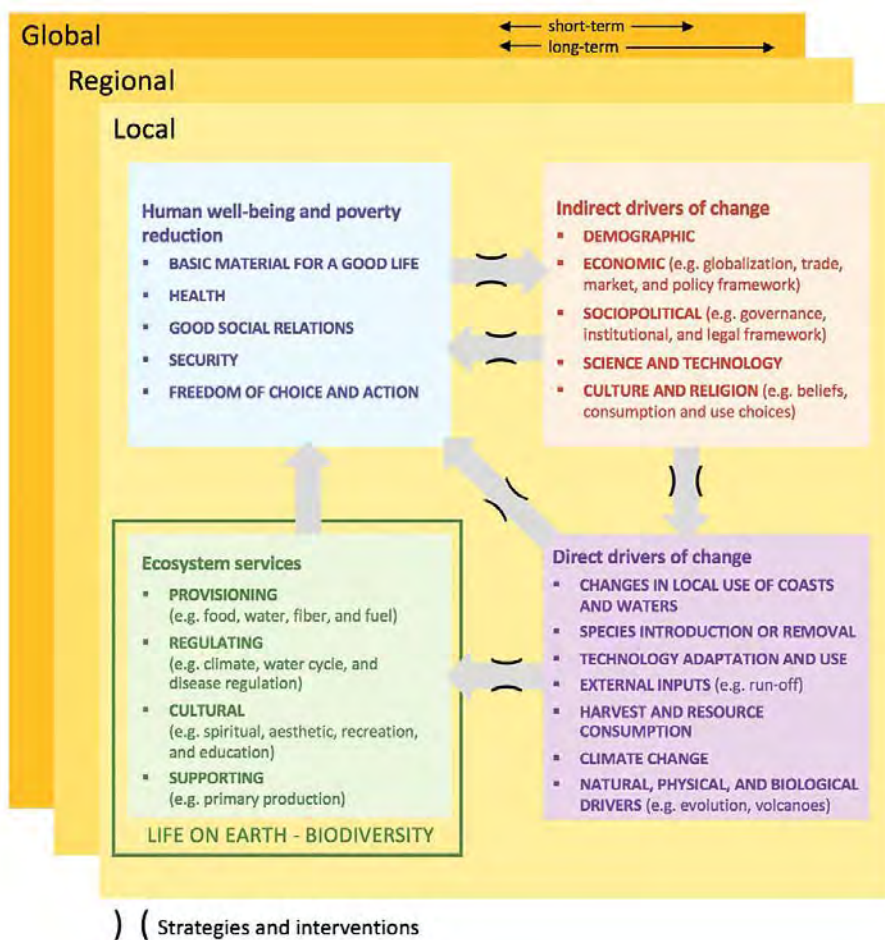 Global
short-term
long-term
Regional
Local
Human well-being and poverty
reduction
▪ BASIC MATERIAL FOR A GOOD LIFE
▪ HEALTH
▪ GOOD SOCIAL RELATIONS
▪ SECURITY
▪ FREEDOM OF CHOICE AND ACTION
Indirect drivers of change
▪ DEMOGRAPHIC
▪ ECONOMIC (e.g. globalization, trade,
market, and policy framework)
▪ SOCIOPOLITICAL (e.g. governance,
institutional, and legal framework)
▪ SCIENCE AND TECHNOLOGY
▪ CULTURE AND RELIGION (e.g. beliefs,
consumption and use choices)
Ecosystem services
▪ PROVISIONING
(e.g. food, water, fiber, and fuel)
▪ REGULATING
(e.g. climate, water cycle, and
disease regulation)
▪ CULTURAL
(e.g. spiritual, aesthetic, recreation,
and education)
▪ SUPPORTING
(e.g. primary production)
LIFE ON EARTH - BIODIVERSITY
Direct drivers of change
▪ CHANGES IN LOCAL USE OF COASTS
AND WATERS
▪ SPECIES INTRODUCTION OR REMOVAL
▪ TECHNOLOGY ADAPTATION AND USE
▪ EXTERNAL INPUTS (e.g. run-off)
▪ HARVEST AND RESOURCE
CONSUMPTION
▪ CLIMATE CHANGE
▪ NATURAL, PHYSICAL, AND BIOLOGICAL
DRIVERS (e.g. evolution, volcanoes)
) ( Strategies and interventions